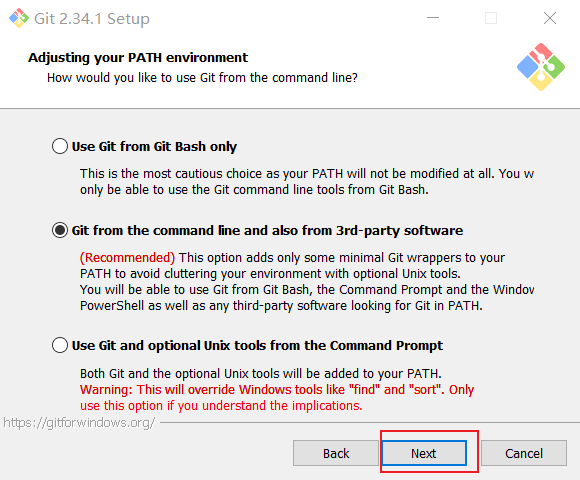 Git 2.34.1 Setup
Adjusting your PATH environment
How would you like to use Git from the command line?
Use Git from Git Bash only
This is the most cautious choice as your PATH will not be modified at all. You w
only be able to use the Git command line tools from Git Bash.
Git from the command line and also from 3rd-party software
(Recommended) This option adds only some minimal Git wrappers to your
PATH to avoid cluttering your environment with optional Unix tools.
You will be able to use Git from Git Bash, the Command Prompt and the Window
PowerShell as well as any third-party software looking for Git in PATH.
Use Git and optional Unix tools from the Command Prompt
Both Git and the optional Unix tools will be added to your PATH.
Warning: This will override Windows tools like "find" and "sort". Only
use this option if you understand the implications.
https://gitforwindows.org/
Back Next Cancel